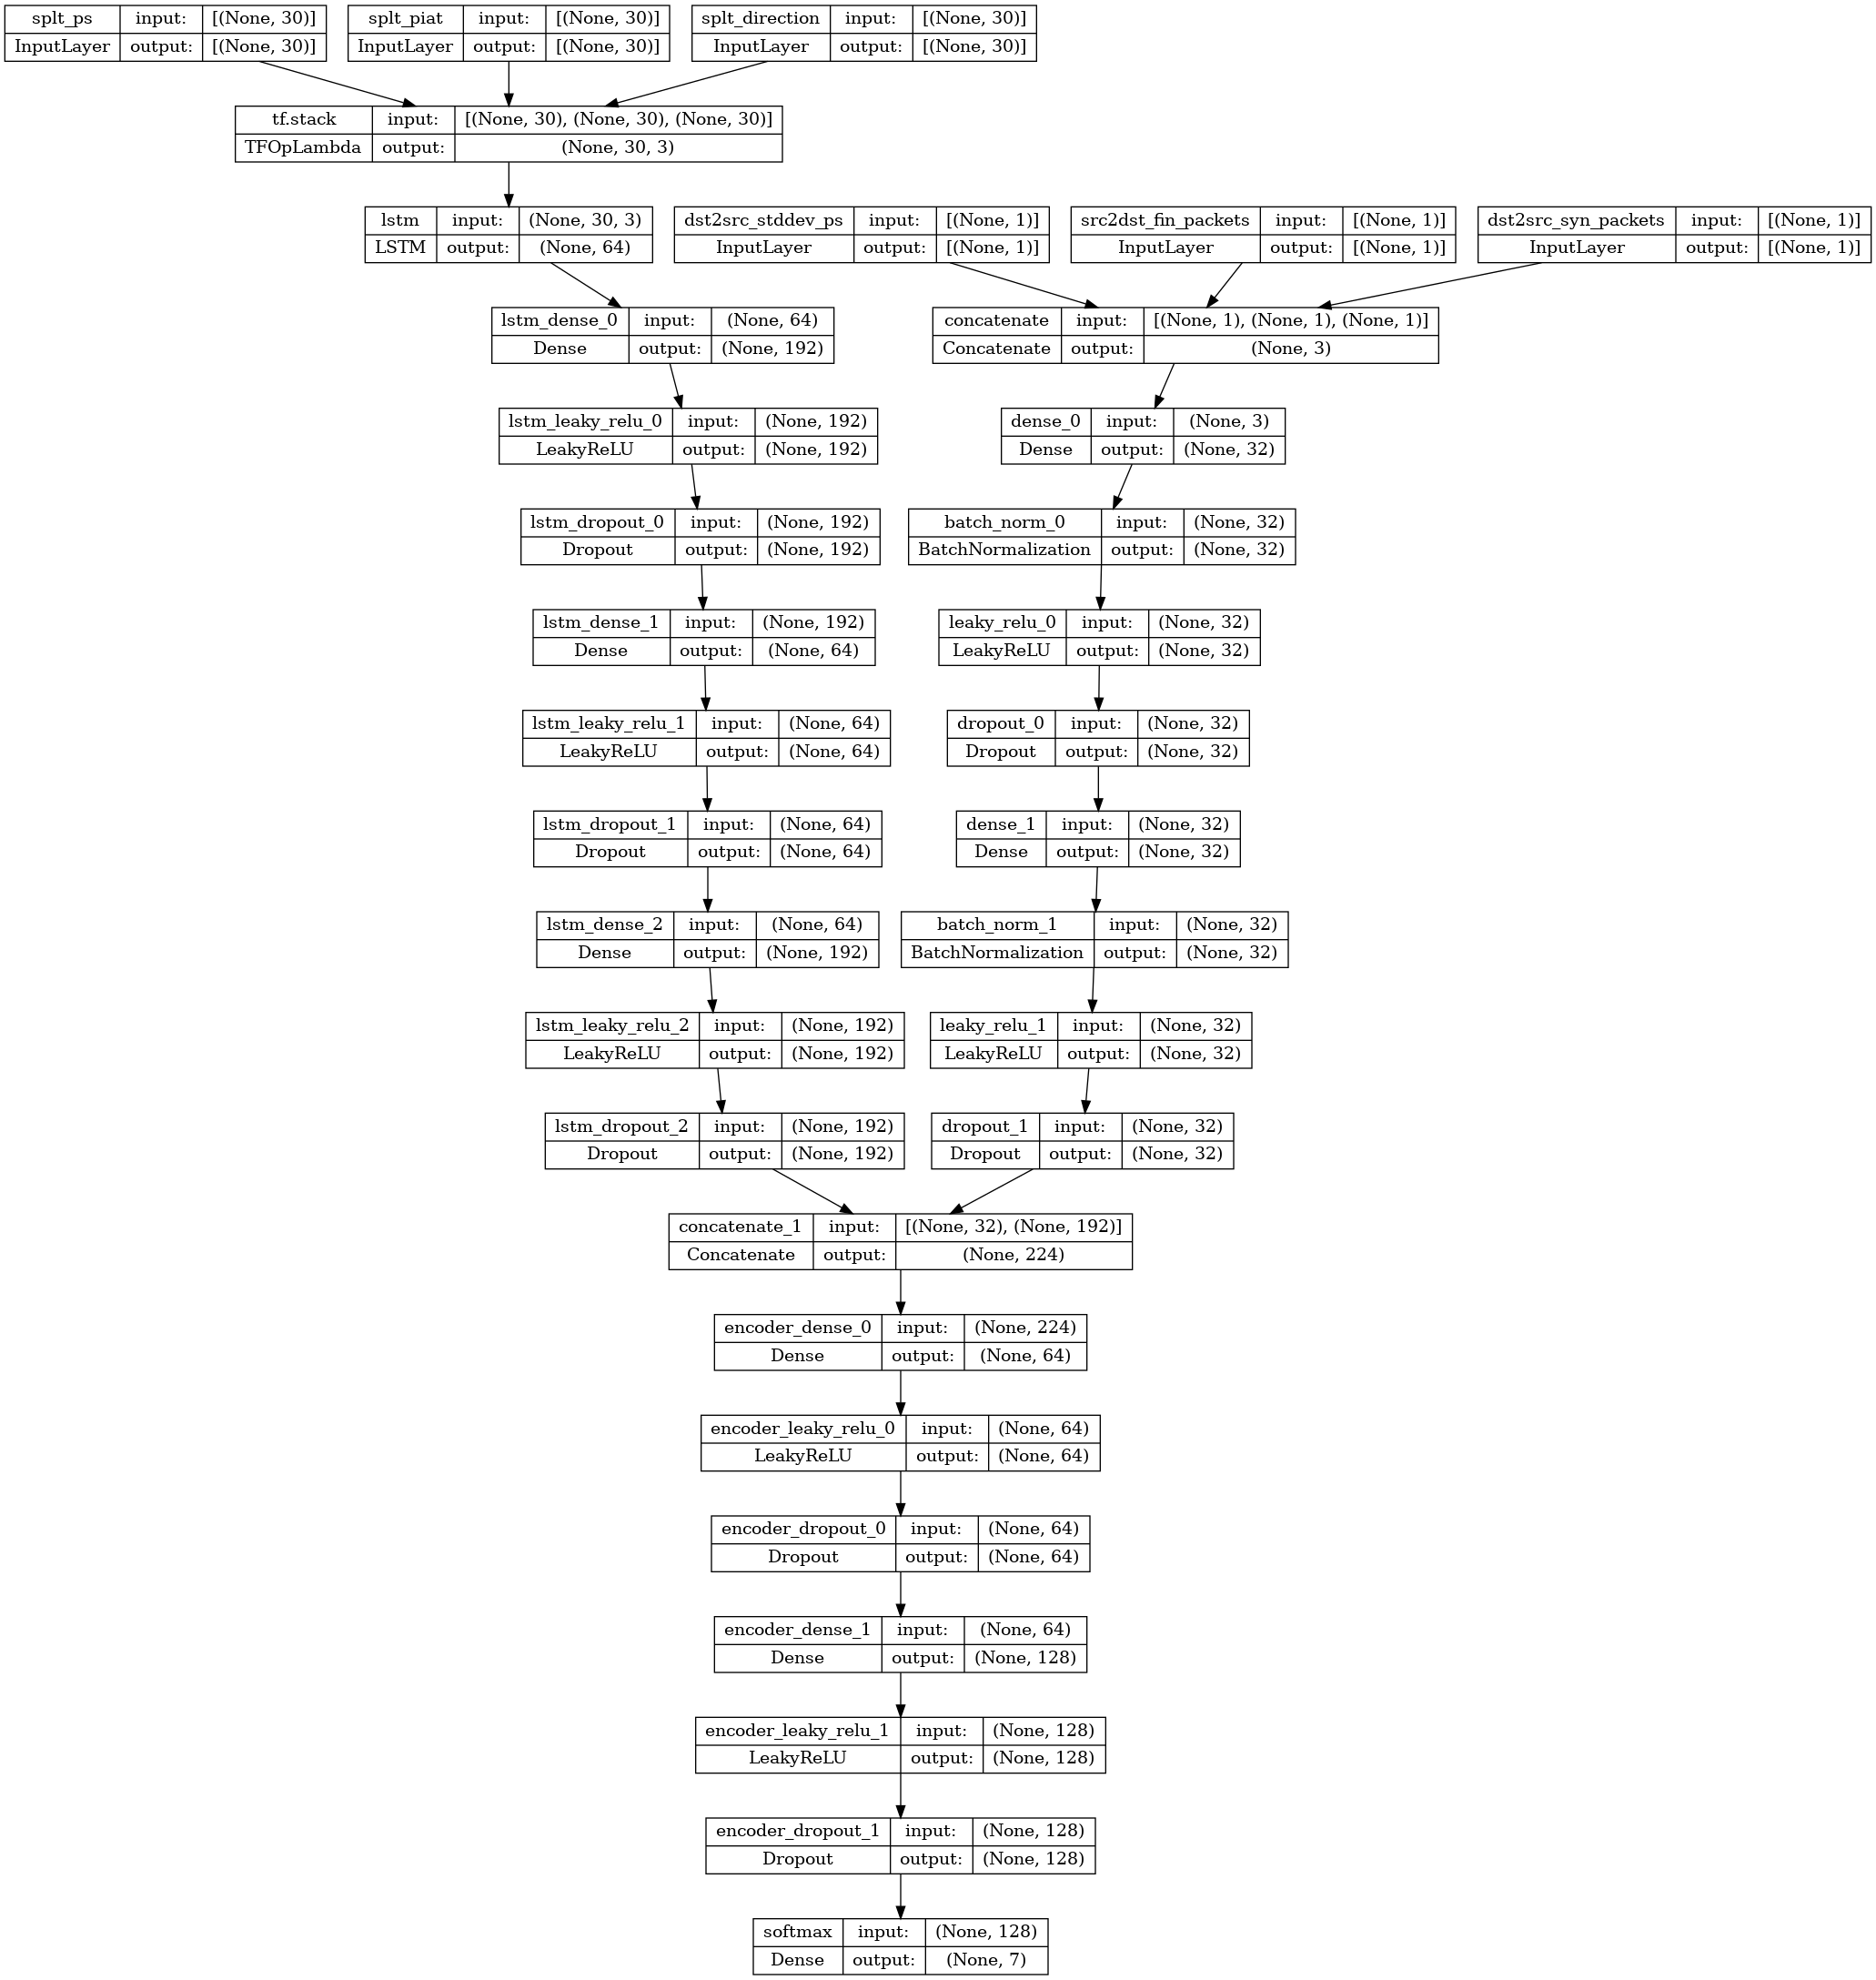 splt_ps input: [(None, 30)]
InputLayer output: [(None, 30)]
splt_piat input: [(None, 30)]
InputLayer output: [(None, 30)]
splt_direction input: [(None, 30)]
InputLayer output: [(None, 30)]
tf.stack input: [(None, 30), (None, 30), (None, 30)]
TFOpLambda output: (None, 30, 3)
lstm input: (None, 30, 3)
LSTM output: (None, 64)
dst2src_stddev_ps input: [(None, 1)]
InputLayer output: [(None, 1)]
src2dst_fin_packets input: [(None, 1)]
InputLayer output: [(None, 1)]
dst2src_syn_packets input: [(None, 1)]
InputLayer output: [(None, 1)]
lstm_dense_0 input: (None, 64)
Dense output: (None, 192)
concatenate input: [(None, 1), (None, 1), (None, 1)]
Concatenate output: (None, 3)
lstm_leaky_relu_0 input: (None, 192)
LeakyReLU output: (None, 192)
dense_0 input: (None, 3)
Dense output: (None, 32)
lstm_dropout_0 input: (None, 192)
Dropout output: (None, 192)
batch_norm_0 input: (None, 32)
BatchNormalization output: (None, 32)
lstm_dense_1 input: (None, 192)
Dense output: (None, 64)
leaky_relu_0 input: (None, 32)
LeakyReLU output: (None, 32)
lstm_leaky_relu_1 input: (None, 64)
LeakyReLU output: (None, 64)
dropout_0 input: (None, 32)
Dropout output: (None, 32)
lstm_dropout_1 input: (None, 64)
Dropout output: (None, 64)
dense_1 input: (None, 32)
Dense output: (None, 32)
lstm_dense_2 input: (None, 64)
Dense output: (None, 192)
batch_norm_1 input: (None, 32)
BatchNormalization output: (None, 32)
lstm_leaky_relu_2 input: (None, 192)
LeakyReLU output: (None, 192)
leaky_relu_1 input: (None, 32)
LeakyReLU output: (None, 32)
lstm_dropout_2 input: (None, 192)
Dropout output: (None, 192)
dropout_1 input: (None, 32)
Dropout output: (None, 32)
concatenate_1 input: [(None, 32), (None, 192)]
Concatenate output: (None, 224)
encoder_dense_0 input: (None, 224)
Dense output: (None, 64)
encoder_leaky_relu_0 input: (None, 64)
LeakyReLU output: (None, 64)
encoder_dropout_0 input: (None, 64)
Dropout output: (None, 64)
encoder_dense_1 input: (None, 64)
Dense output: (None, 128)
encoder_leaky_relu_1 input: (None, 128)
LeakyReLU output: (None, 128)
encoder_dropout_1 input: (None, 128)
Dropout output: (None, 128)
softmax input: (None, 128)
Dense output: (None, 7)